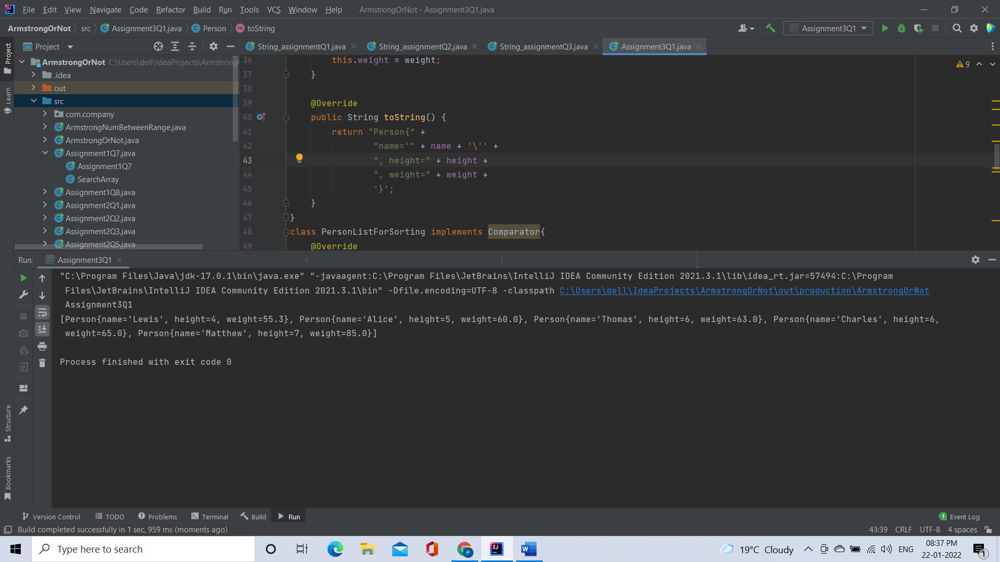 File Edit View Navigate Code Refactor Build Run Tools VCS Window Help ArmstrongOrNot - Assignment3Q1.java
ArmstrongOrNot src Assignment3Q1.java Person toString Assignment3Q1
Project
Project String_assignmentQ1.java String_assignmentQ2.java String_assignmentQ3.java Assignment3Q1.java
Learn
ArmstrongOrNot C:\Users\dell\IdeaProjects\Armstrong
.idea
out
src
com.company
ArmstrongNumBetweenRange.java
ArmstrongOrNot.java
Assignment1Q7.java
Assignment1Q7
SearchArray
Assignment1Q8.java
Assignment2Q1.java
Assignment2Q2.java
Assignment2Q3.java
Assignment2Q5.java
9
36 this.weight = weight;
37 }
38
39 @Override
40 public String toString() {
41 return "Person{" +
42 "name='" + name + '\'' +
43 ", height=" + height +
44 ", weight=" + weight +
45 '}';
46 }
47 }
48 class PersonListForSorting implements Comparator{
49 @Override
Run: Assignment3Q1
"C:\Program Files\Java\jdk-17.0.1\bin\java.exe" "-javaagent:C:\Program Files\JetBrains\IntelliJ IDEA Community Edition 2021.3.1\lib\idea_rt.jar=57494:C:\Program
Files\JetBrains\IntelliJ IDEA Community Edition 2021.3.1\bin" -Dfile.encoding=UTF-8 -classpath C:\Users\dell\IdeaProjects\ArmstrongOrNot\out\production\ArmstrongOrNot
Assignment3Q1
[Person{name='Lewis', height=4, weight=55.3}, Person{name='Alice', height=5, weight=60.0}, Person{name='Thomas', height=6, weight=63.0}, Person{name='Charles', height=6,
weight=65.0}, Person{name='Matthew', height=7, weight=85.0}]
Process finished with exit code 0
Structure
Bookmarks
Version Control TODO Problems Terminal Build Run 1 Event Log
Build completed successfully in 1 sec, 959 ms (moments ago) 43:39 CRLF UTF-8 4 spaces
Type here to search 19°C Cloudy ENG 08:37 PM
22-01-2022 1